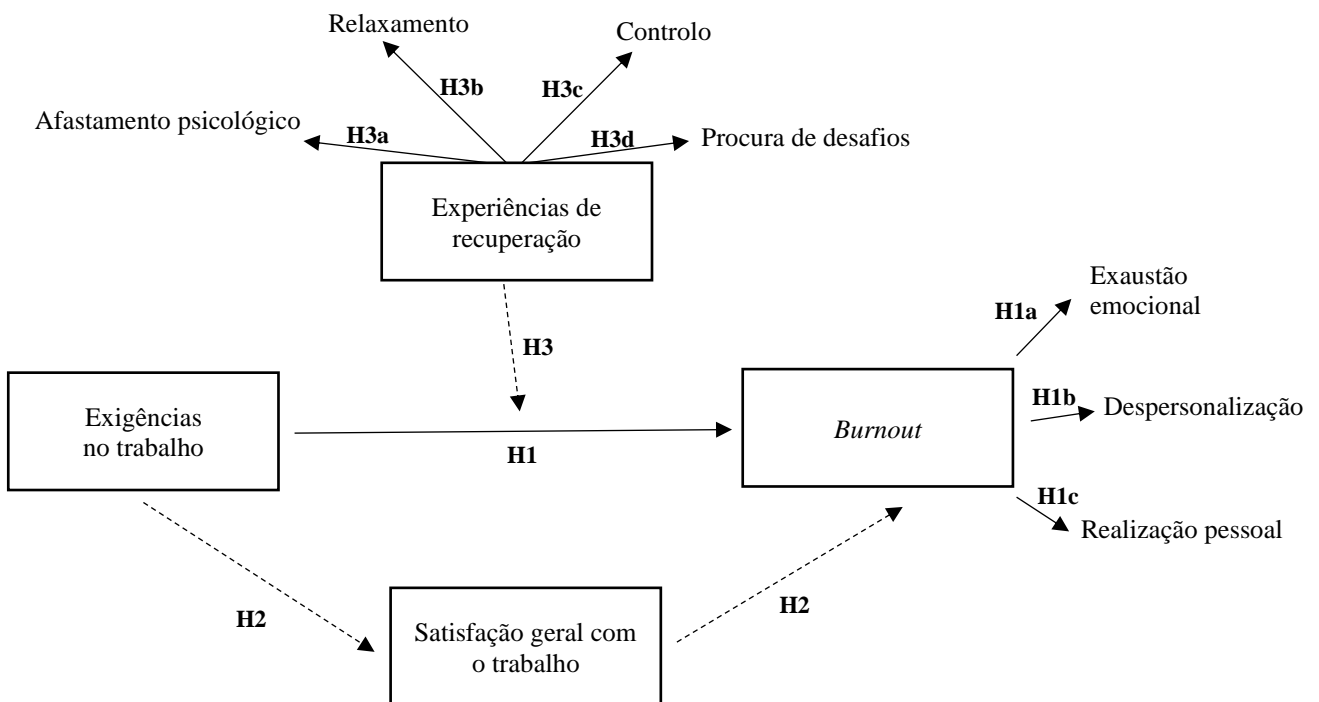 Relaxamento
Controlo
H3b
H3c
Afastamento psicológico
H3a
H3d
Procura de desafios
Experiências de
recuperação
Exaustão
emocional
H1a
H3
H1b
Despersonalização
Exigências
no trabalho
Burnout
H1
H1c
Realização pessoal
H2
H2
Satisfação geral com
o trabalho